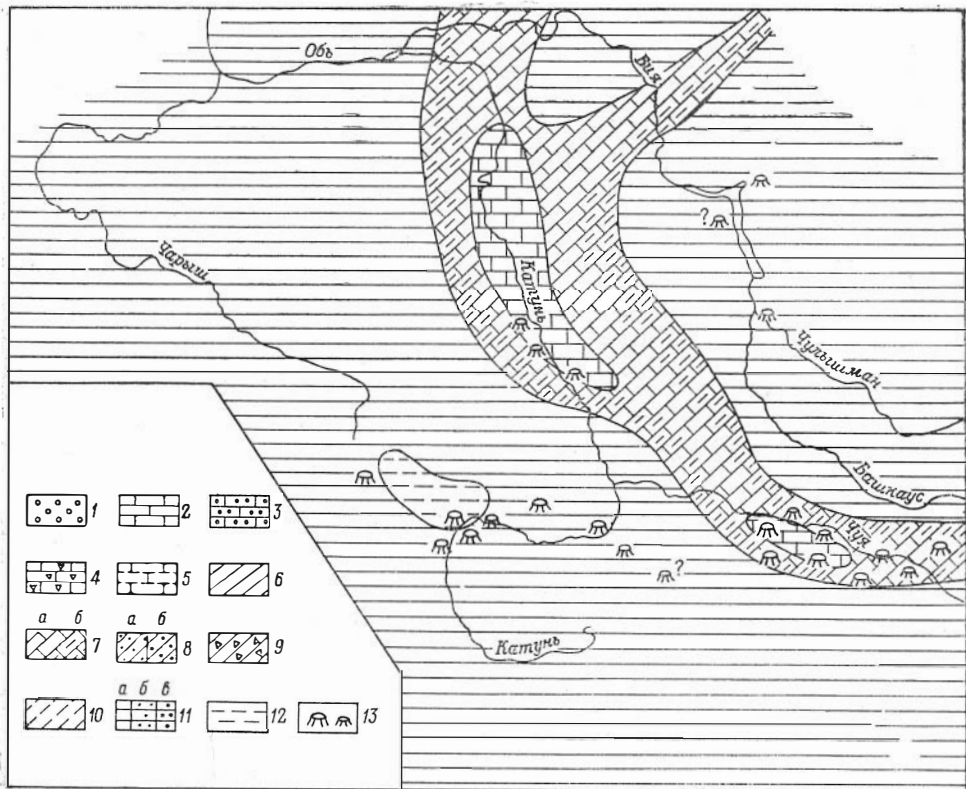 Обь
Бия
Чарыш
Катунь
Чулышман
Башкаус
Чуя
Катунь
?
?
1
2
3
4
5
6
а б
7
а б
8
9
10
а б в
11
12
13